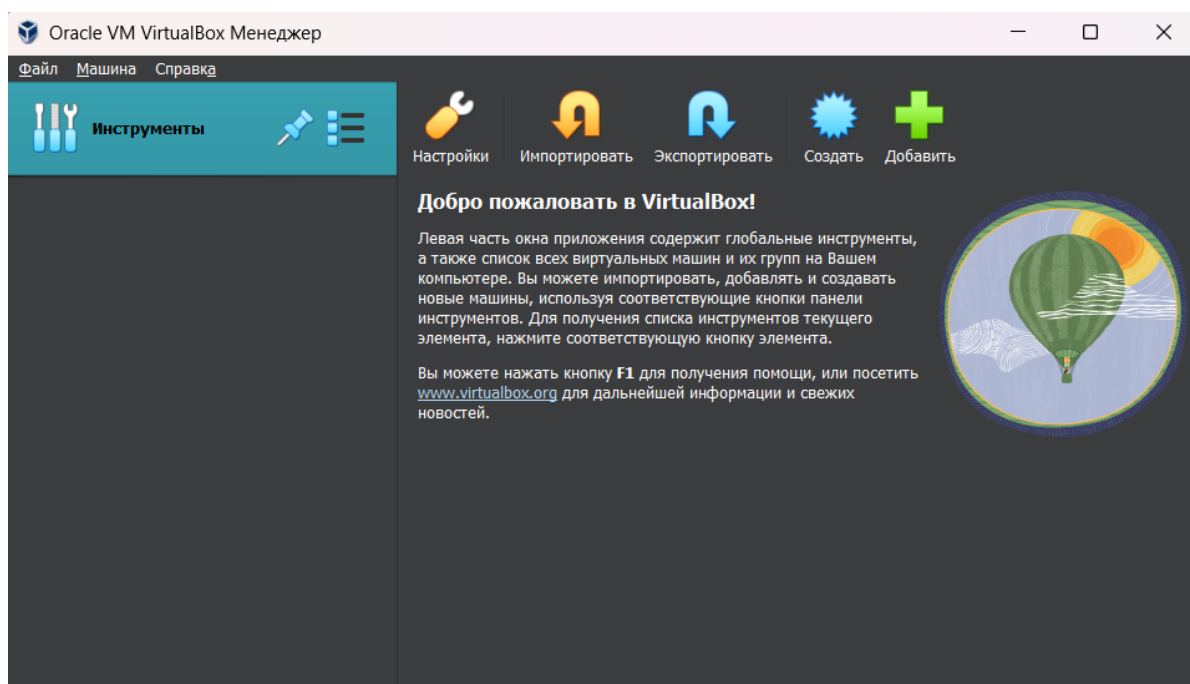 Oracle VM VirtualBox Менеджер
Файл Машина Справка
Инструменты
Настройки Импортировать Экспортировать Создать Добавить
Добро пожаловать в VirtualBox!
Левая часть окна приложения содержит глобальные инструменты,
а также список всех виртуальных машин и их групп на Вашем
компьютере. Вы можете импортировать, добавлять и создавать
новые машины, используя соответствующие кнопки панели
инструментов. Для получения списка инструментов текущего
элемента, нажмите соответствующую кнопку элемента.
Вы можете нажать кнопку F1 для получения помощи, или посетить
www.virtualbox.org для дальнейшей информации и свежих
новостей.